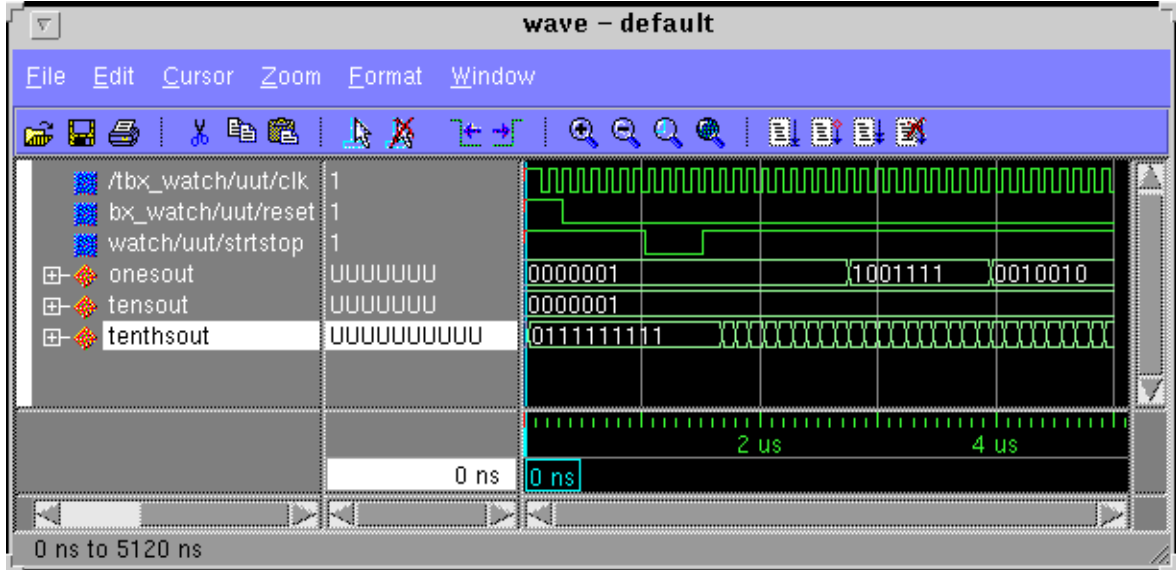 wave – default
File Edit Cursor Zoom Format Window
/tbx_watch/uut/clk 1
bx_watch/uut/reset 1
watch/uut/strtstop 1
onesout UUUUUUU 0000001 1001111 0010010
tensout UUUUUUU 0000001
tenthsout UUUUUUUUUU 0111111111
2 us 4 us
0 ns 0 ns
0 ns to 5120 ns